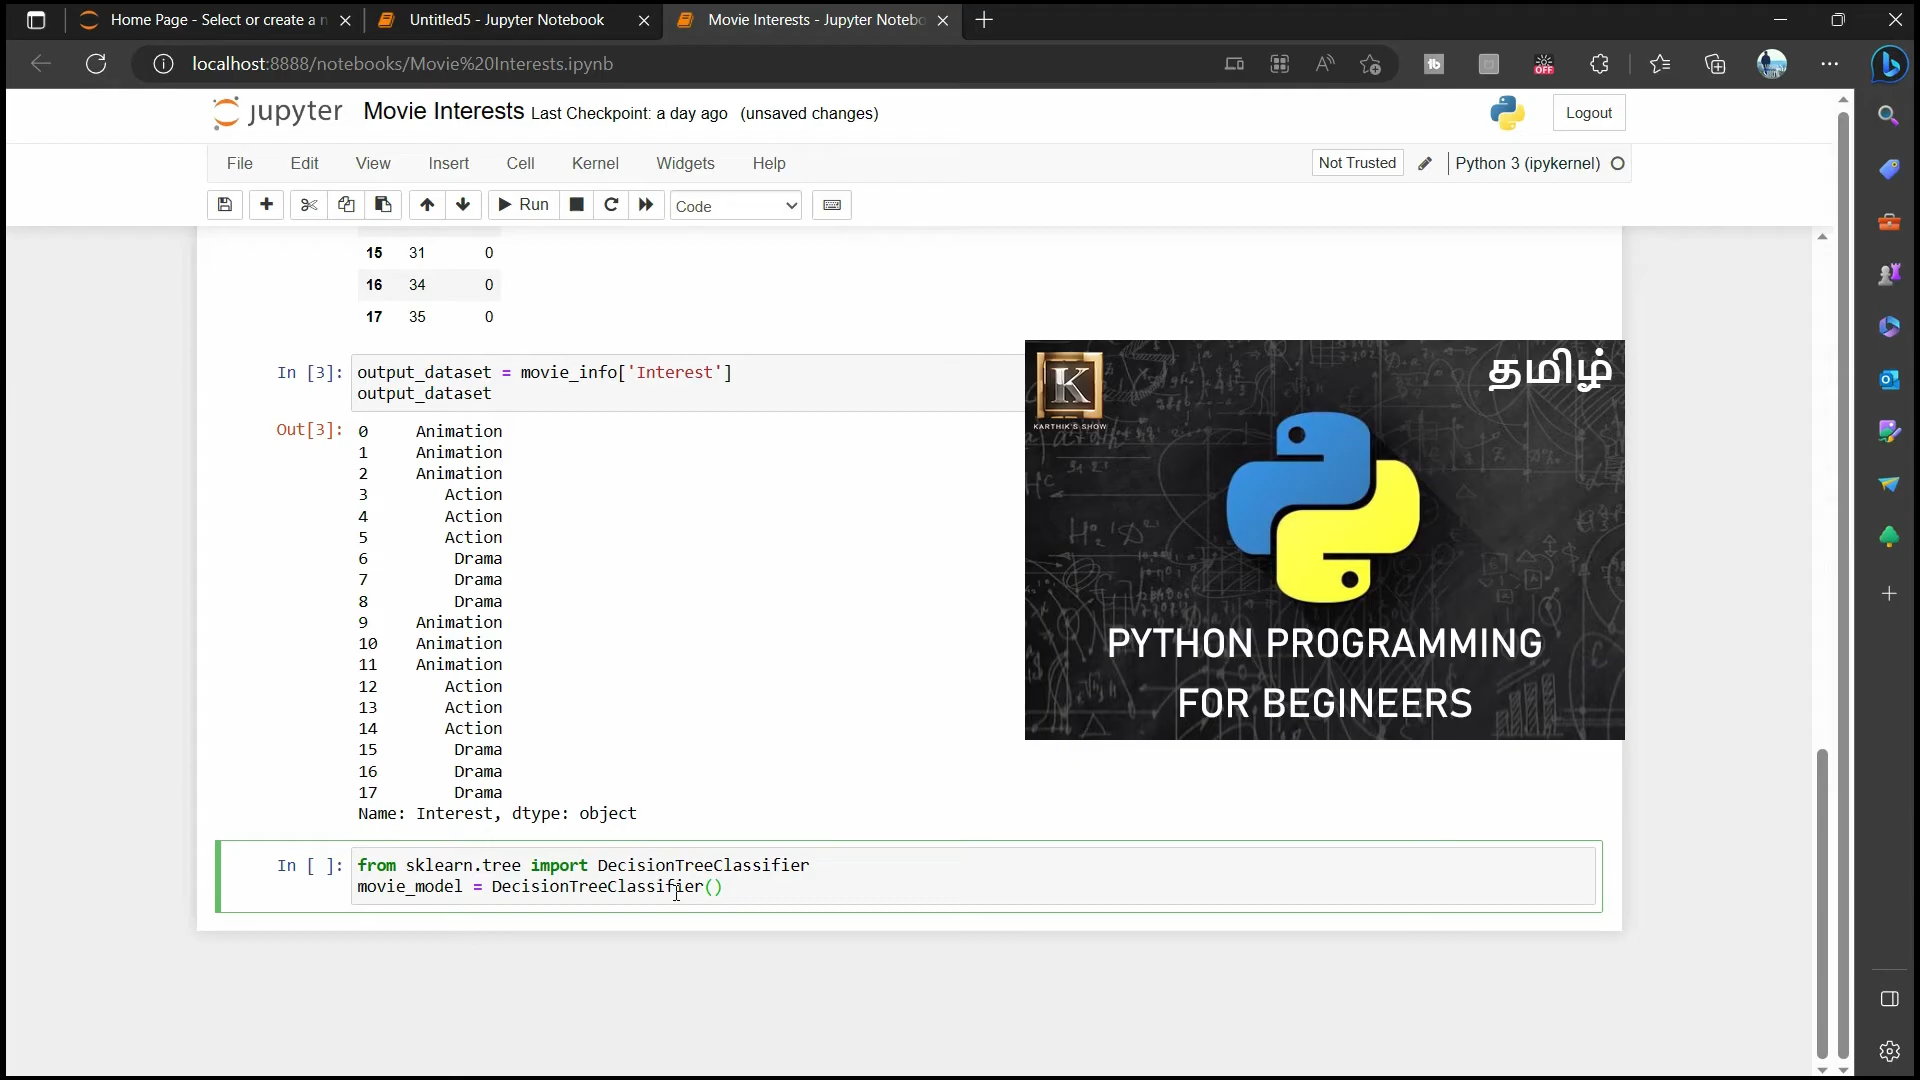 Home Page - Select or create a n
Untitled5 - Jupyter Notebook
Movie Interests - Jupyter Notebo
localhost:8888/notebooks/Movie%20Interests.ipynb
OFF
jupyter Movie Interests Last Checkpoint: a day ago (unsaved changes)
Logout
File Edit View Insert Cell Kernel Widgets Help
Not Trusted
Python 3 (ipykernel)
Run
Code
15 31 0
16 34 0
17 35 0
In [3]: output_dataset = movie_info['Interest']
output_dataset
Out[3]: 0 Animation
1 Animation
2 Animation
3 Action
4 Action
5 Action
6 Drama
7 Drama
8 Drama
9 Animation
10 Animation
11 Animation
12 Action
13 Action
14 Action
15 Drama
16 Drama
17 Drama
Name: Interest, dtype: object
K
KARTHIK'S SHOW
தமிழ்
PYTHON PROGRAMMING
FOR BEGINEERS
In [ ]: from sklearn.tree import DecisionTreeClassifier
movie_model = DecisionTreeClassifier()